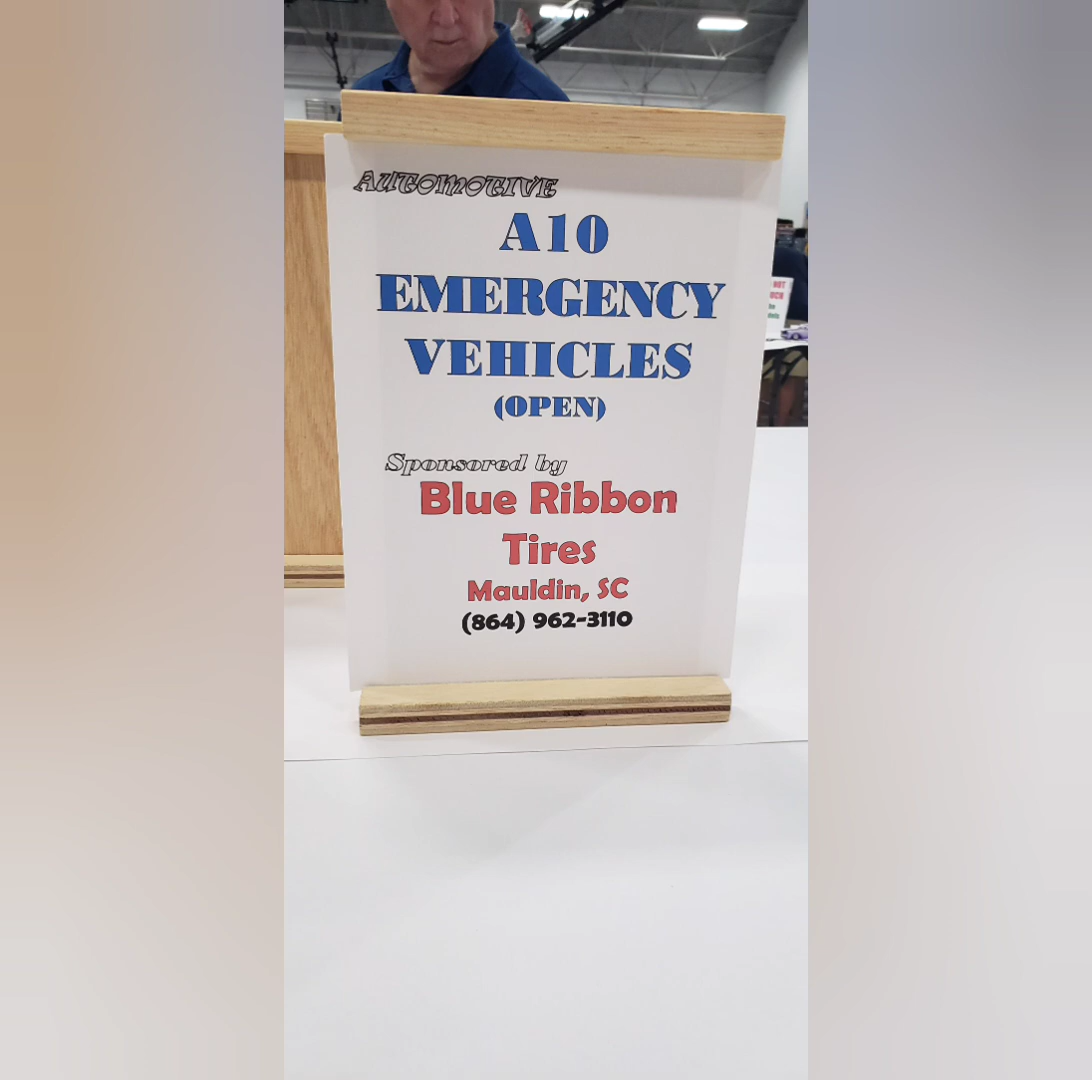 AUTOMOTIVE
A10
EMERGENCY
VEHICLES
(OPEN)
Sponsored by
Blue Ribbon
Tires
Mauldin, SC
(864) 962-3110